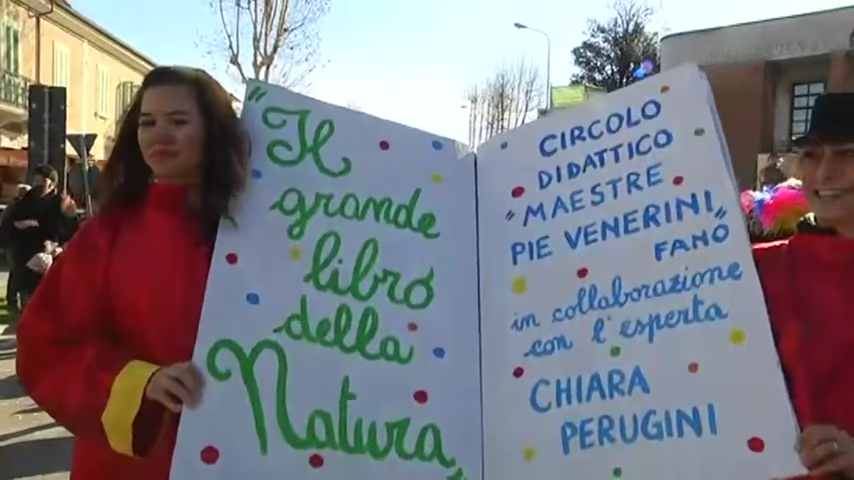 "Il
grande
libro
della
Natura"
CIRCOLO
DIDATTICO
MAESTRE
"PIE VENERINI"
FANO
in collaborazione
con l'esperta
CHIARA
PERUGINI